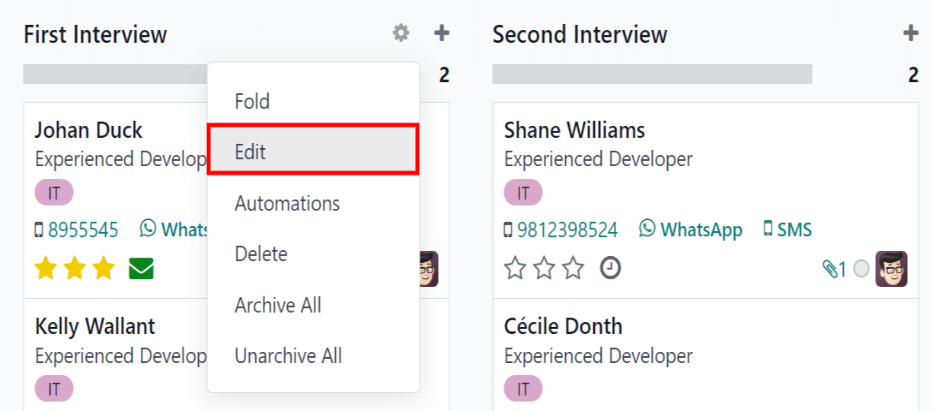 First Interview
2
Johan Duck
Experienced Develop
IT
8955545 Whats
Kelly Wallant
Experienced Develop
IT
Fold
Edit
Automations
Delete
Archive All
Unarchive All
Second Interview
2
Shane Williams
Experienced Developer
IT
9812398524 WhatsApp SMS
1
Cécile Donth
Experienced Developer
IT